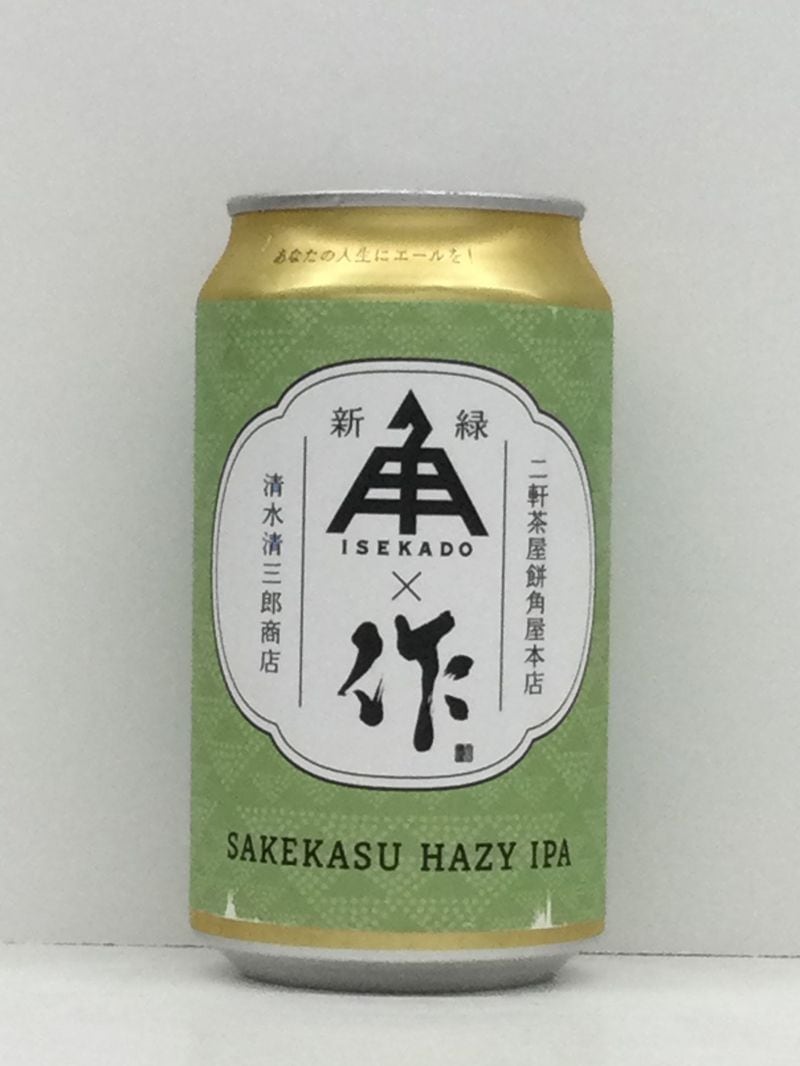 あなたの人生にエールを!
新緑
角
ISEKADO
×
作
二軒茶屋餅角屋本店
清水清三郎商店
SAKEKASU HAZY IPA